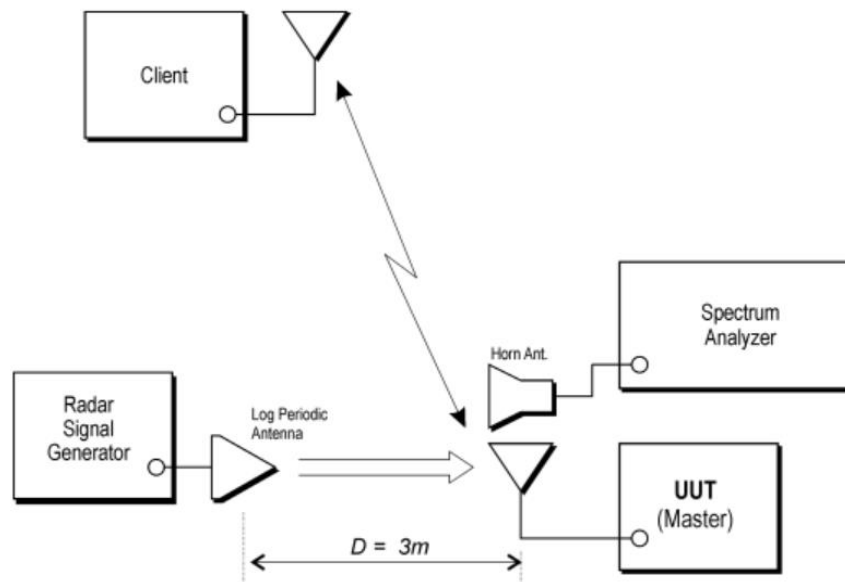 Client
Spectrum
Analyzer
Horn Ant.
Radar
Signal
Generator
Log Periodic
Antenna
UUT
(Master)
D = 3m